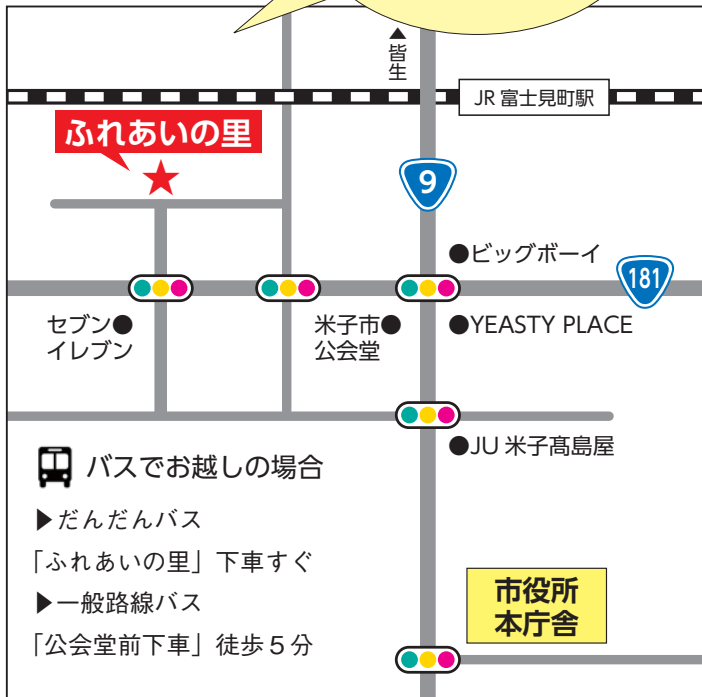 ▲皆生
JR 富士見町駅
ふれあいの里
9
●ビッグボーイ
181
セブン●
イレブン
米子市●
公会堂
●YEASTY PLACE
●JU 米子髙島屋
バスでお越しの場合
▶だんだんバス
「ふれあいの里」下車すぐ
▶一般路線バス
「公会堂前下車」徒歩５分
市役所
本庁舎